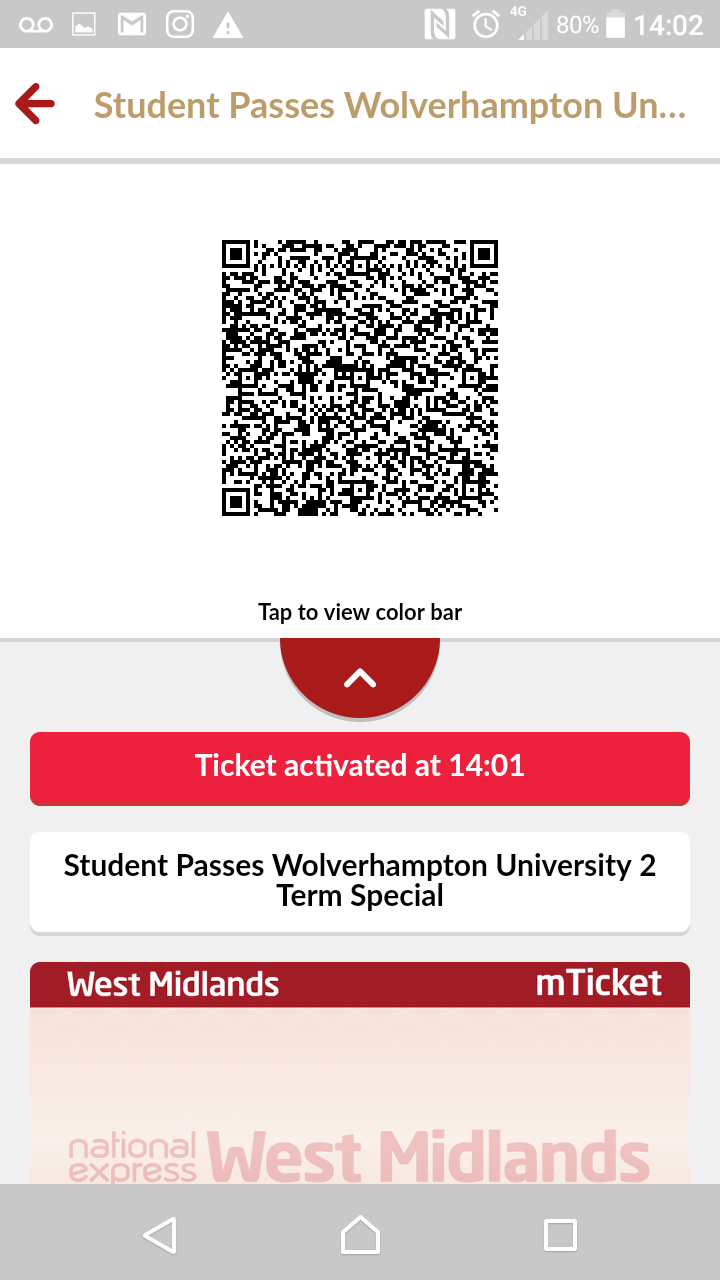 4G 80% 14:02
Student Passes Wolverhampton Un...
Tap to view color bar
Ticket activated at 14:01
Student Passes Wolverhampton University 2
Term Special
West Midlands mTicket
national express West Midlands